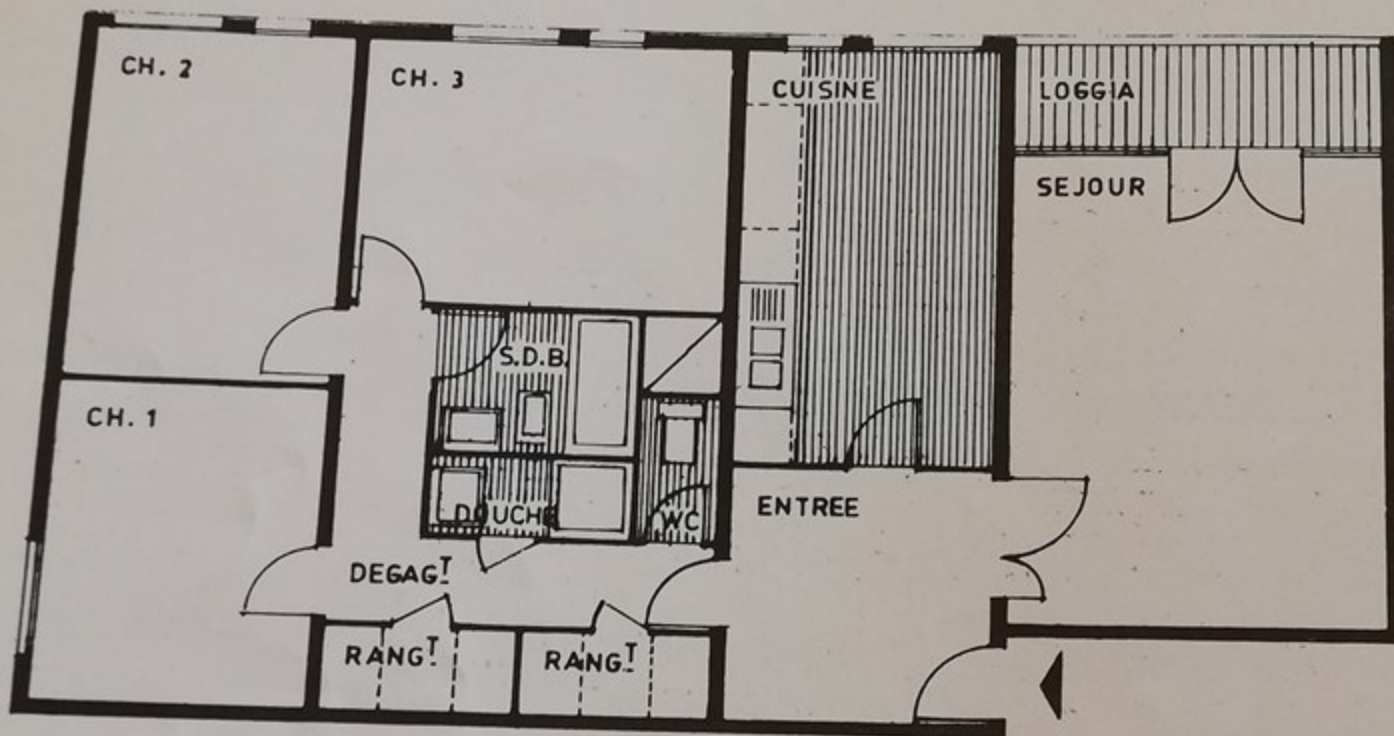 CH. 2
CH. 3
CUISINE
LOGGIA
SEJOUR
S.D.B.
CH. 1
DOUCHE
WC
ENTREE
DEGAGT
RANGT
RANGT